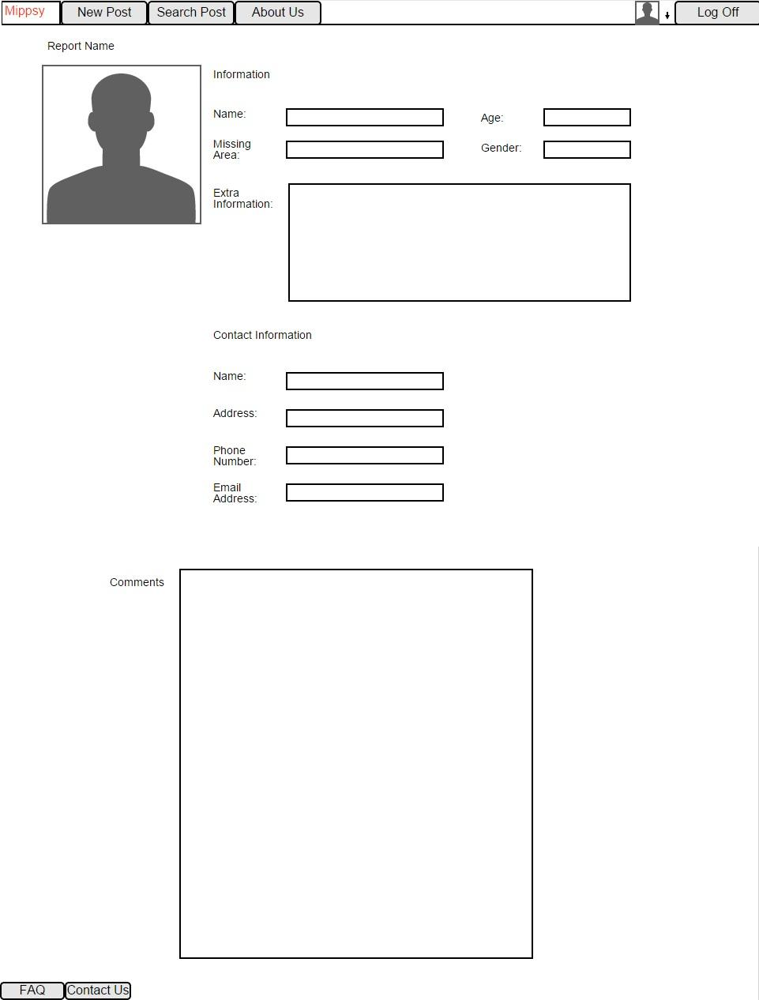 Mippsy
New Post
Search Post
About Us
Log Off
Report Name
Information
Name:
Age:
Missing
Area:
Gender:
Extra
Information:
Contact Information
Name:
Address:
Phone
Number:
Email
Address:
Comments
FAQ
Contact Us